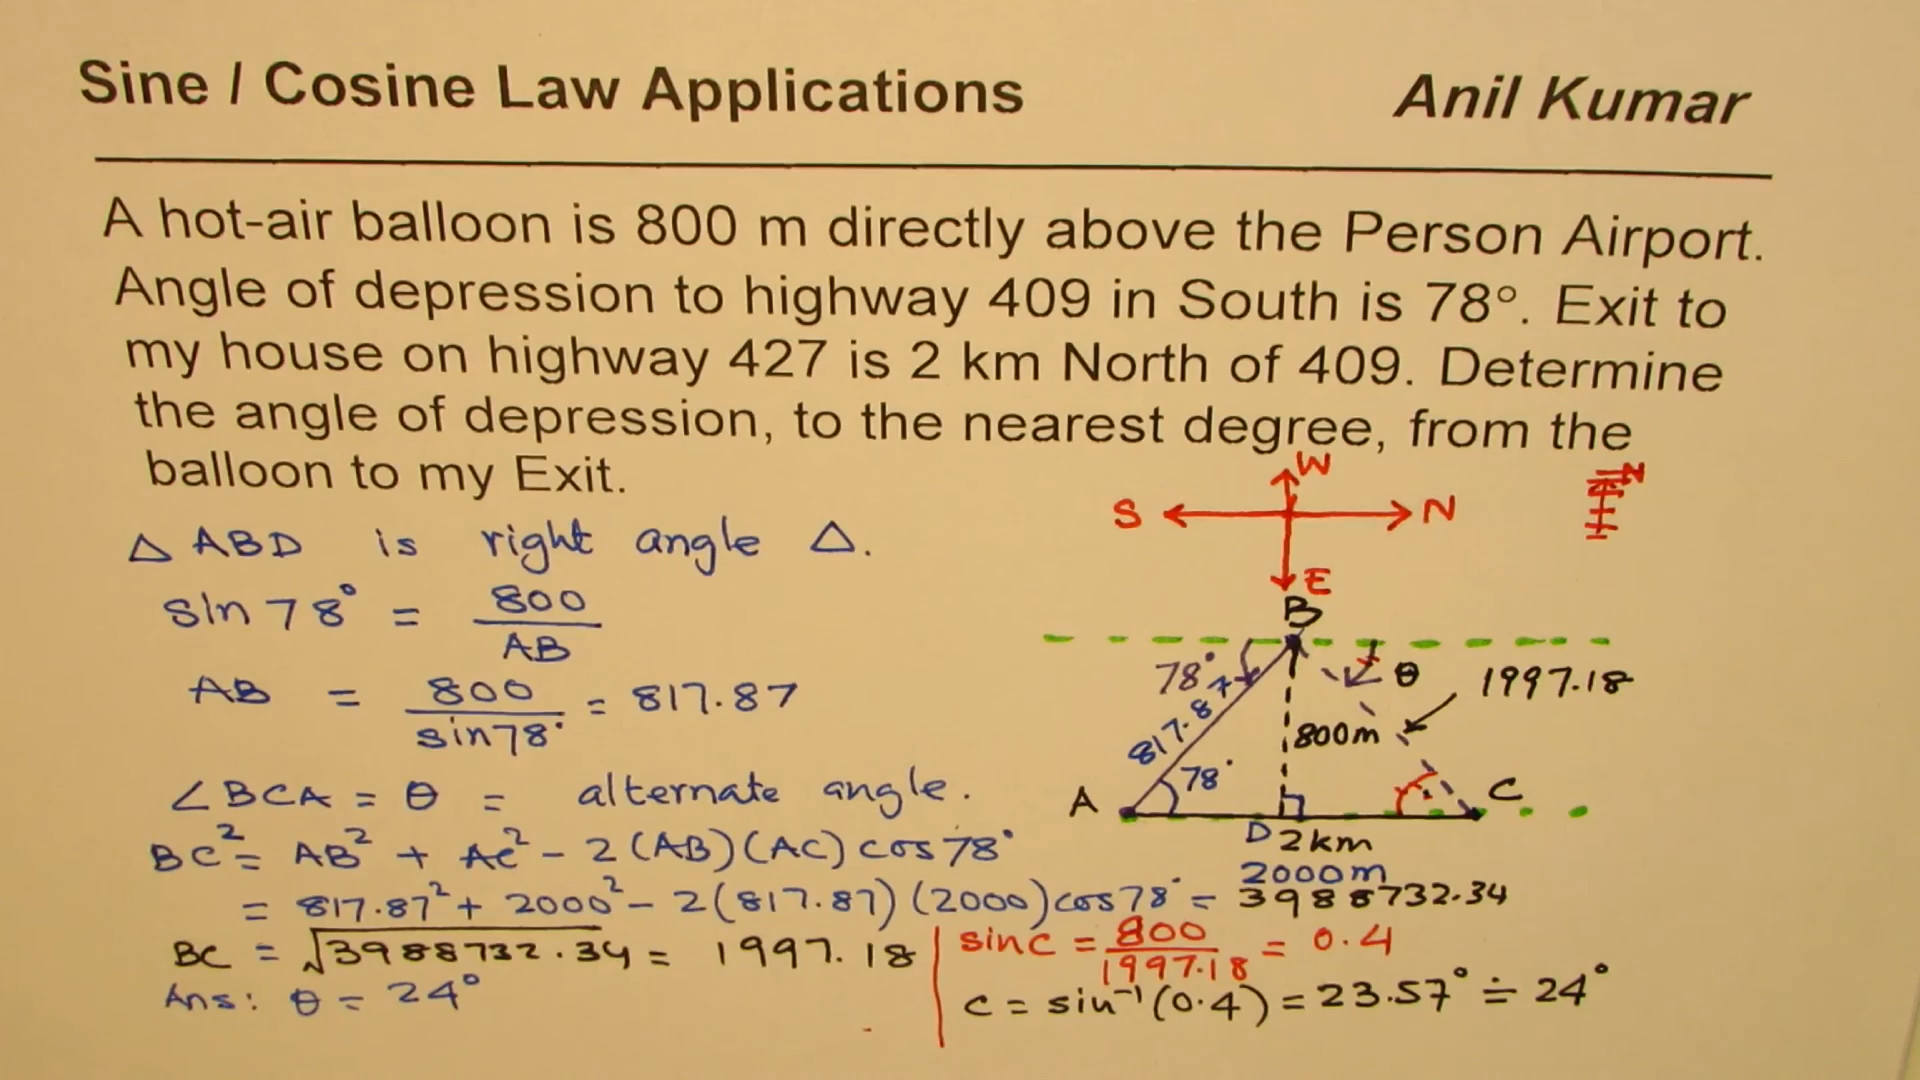 Sine / Cosine Law Applications
Anil Kumar
A hot-air balloon is 800 m directly above the Person Airport.
Angle of depression to highway 409 in South is 78°. Exit to
my house on highway 427 is 2 km North of 409. Determine
the angle of depression, to the nearest degree, from the
balloon to my Exit.
△ ABD is right angle △.
sin 78° = 800 / AB
AB = 800 / sin78° = 817.87
∠BCA = θ = alternate angle.
BC² = AB² + AC² - 2 (AB)(AC) cos 78°
= 817.87² + 2000² - 2(817.87)(2000) cos 78° = 3988732.34
BC = √3988732.34 = 1997.18
Ans: θ = 24°
sin C = 800 / 1997.18 = 0.4
C = sin⁻¹(0.4) = 23.57° ≐ 24°
W
S N
E
N
B
78° θ 1997.18
817.87
800m
A 78° C
D 2km
2000m